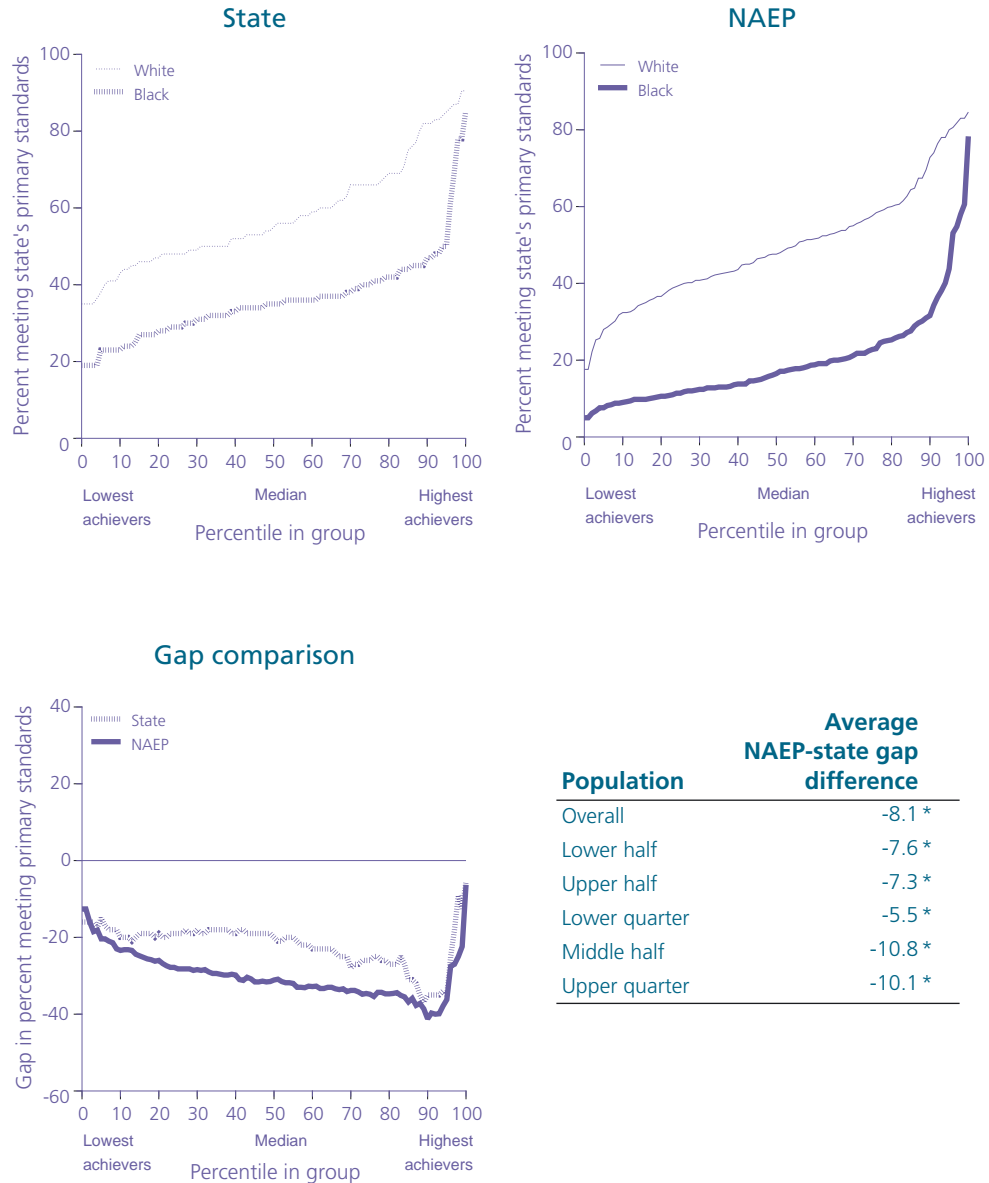 State
Percent meeting state's primary standards
100
80
60
40
20
0
White
Black
0 10 20 30 40 50 60 70 80 90 100
Lowest achievers
Median
Highest achievers
Percentile in group
NAEP
Percent meeting state's primary standards
100
80
60
40
20
0
White
Black
0 10 20 30 40 50 60 70 80 90 100
Lowest achievers
Median
Highest achievers
Percentile in group
Gap comparison
Gap in percent meeting primary standards
40
20
0
-20
-40
-60
State
NAEP
0 10 20 30 40 50 60 70 80 90 100
Lowest achievers
Median
Highest achievers
Percentile in group
Population Average NAEP-state gap difference
Overall -8.1 *
Lower half -7.6 *
Upper half -7.3 *
Lower quarter -5.5 *
Middle half -10.8 *
Upper quarter -10.1 *